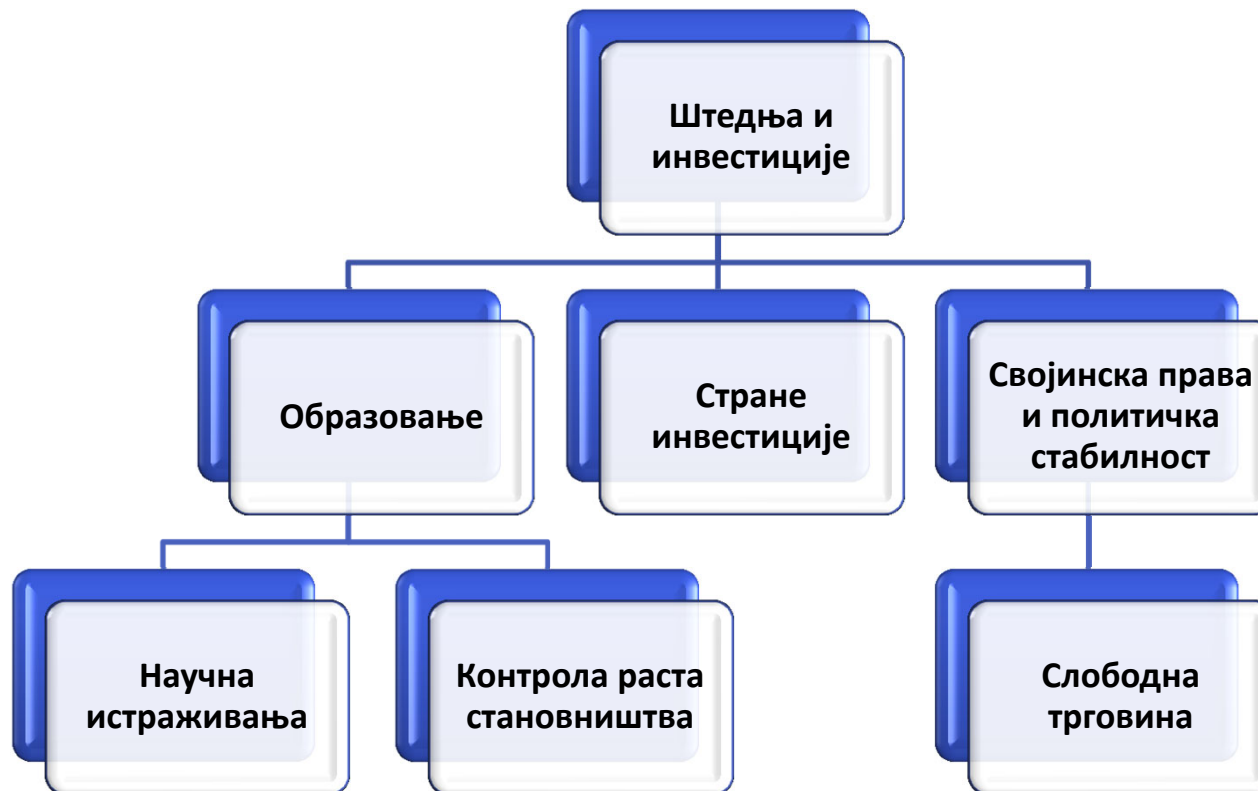 Штедња и
инвестиције
Образовање
Стране
инвестиције
Својинска права
и политичка
стабилност
Научна
истраживања
Контрола раста
становништва
Слободна
трговина